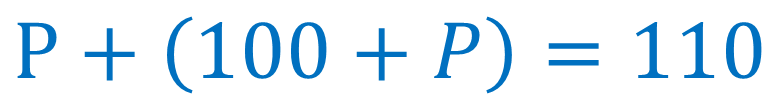 P + (100 + P) = 110